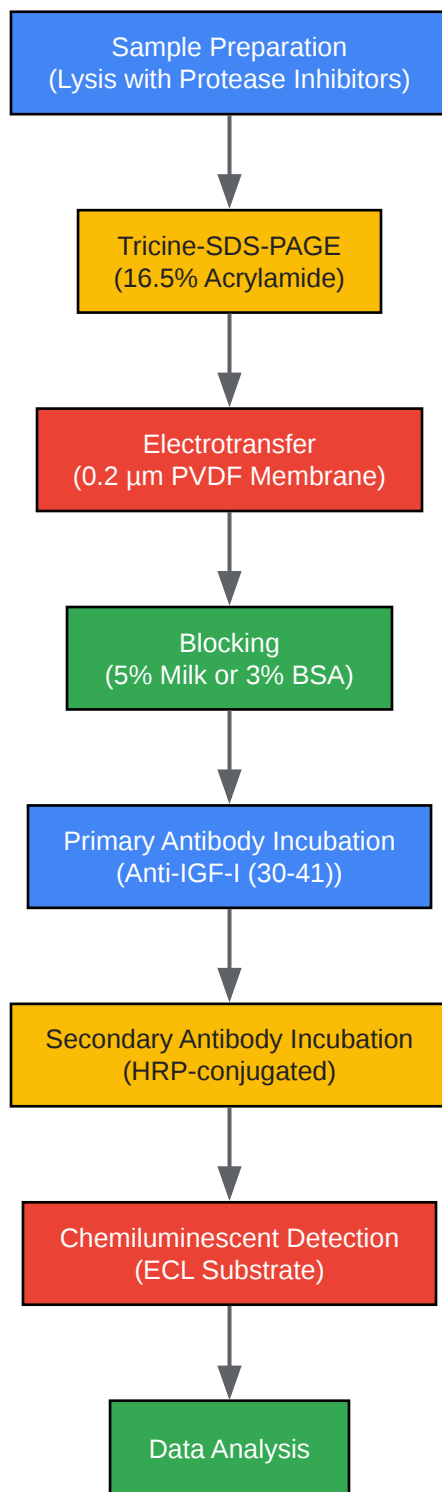 Sample Preparation
(Lysis with Protease Inhibitors)
Tricine-SDS-PAGE
(16.5% Acrylamide)
Electrotransfer
(0.2 µm PVDF Membrane)
Blocking
(5% Milk or 3% BSA)
Primary Antibody Incubation
(Anti-IGF-I (30-41))
Secondary Antibody Incubation
(HRP-conjugated)
Chemiluminescent Detection
(ECL Substrate)
Data Analysis